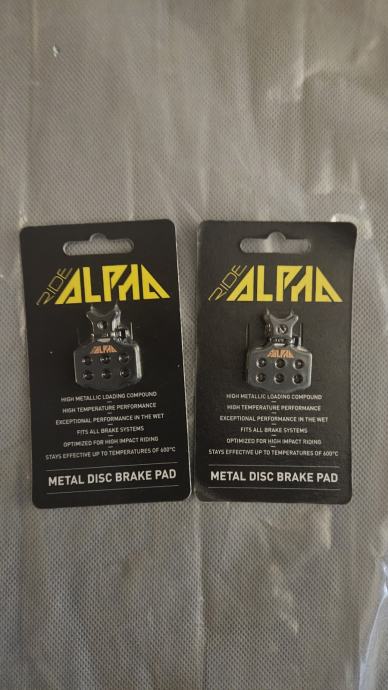 RIDE
ALPHA
ALPHA
HIGH METALLIC LOADING COMPOUND
HIGH TEMPERATURE PERFORMANCE
EXCEPTIONAL PERFORMANCE IN THE WET
FITS ALL BRAKE SYSTEMS
OPTIMIZED FOR HIGH IMPACT RIDING
STAYS EFFECTIVE UP TO TEMPERATURES OF 600°C
METAL DISC BRAKE PAD
RIDE
ALPHA
ALPHA
HIGH METALLIC LOADING COMPOUND
HIGH TEMPERATURE PERFORMANCE
EXCEPTIONAL PERFORMANCE IN THE WET
FITS ALL BRAKE SYSTEMS
OPTIMIZED FOR HIGH IMPACT RIDING
STAYS EFFECTIVE UP TO TEMPERATURES OF 600°C
METAL DISC BRAKE PAD